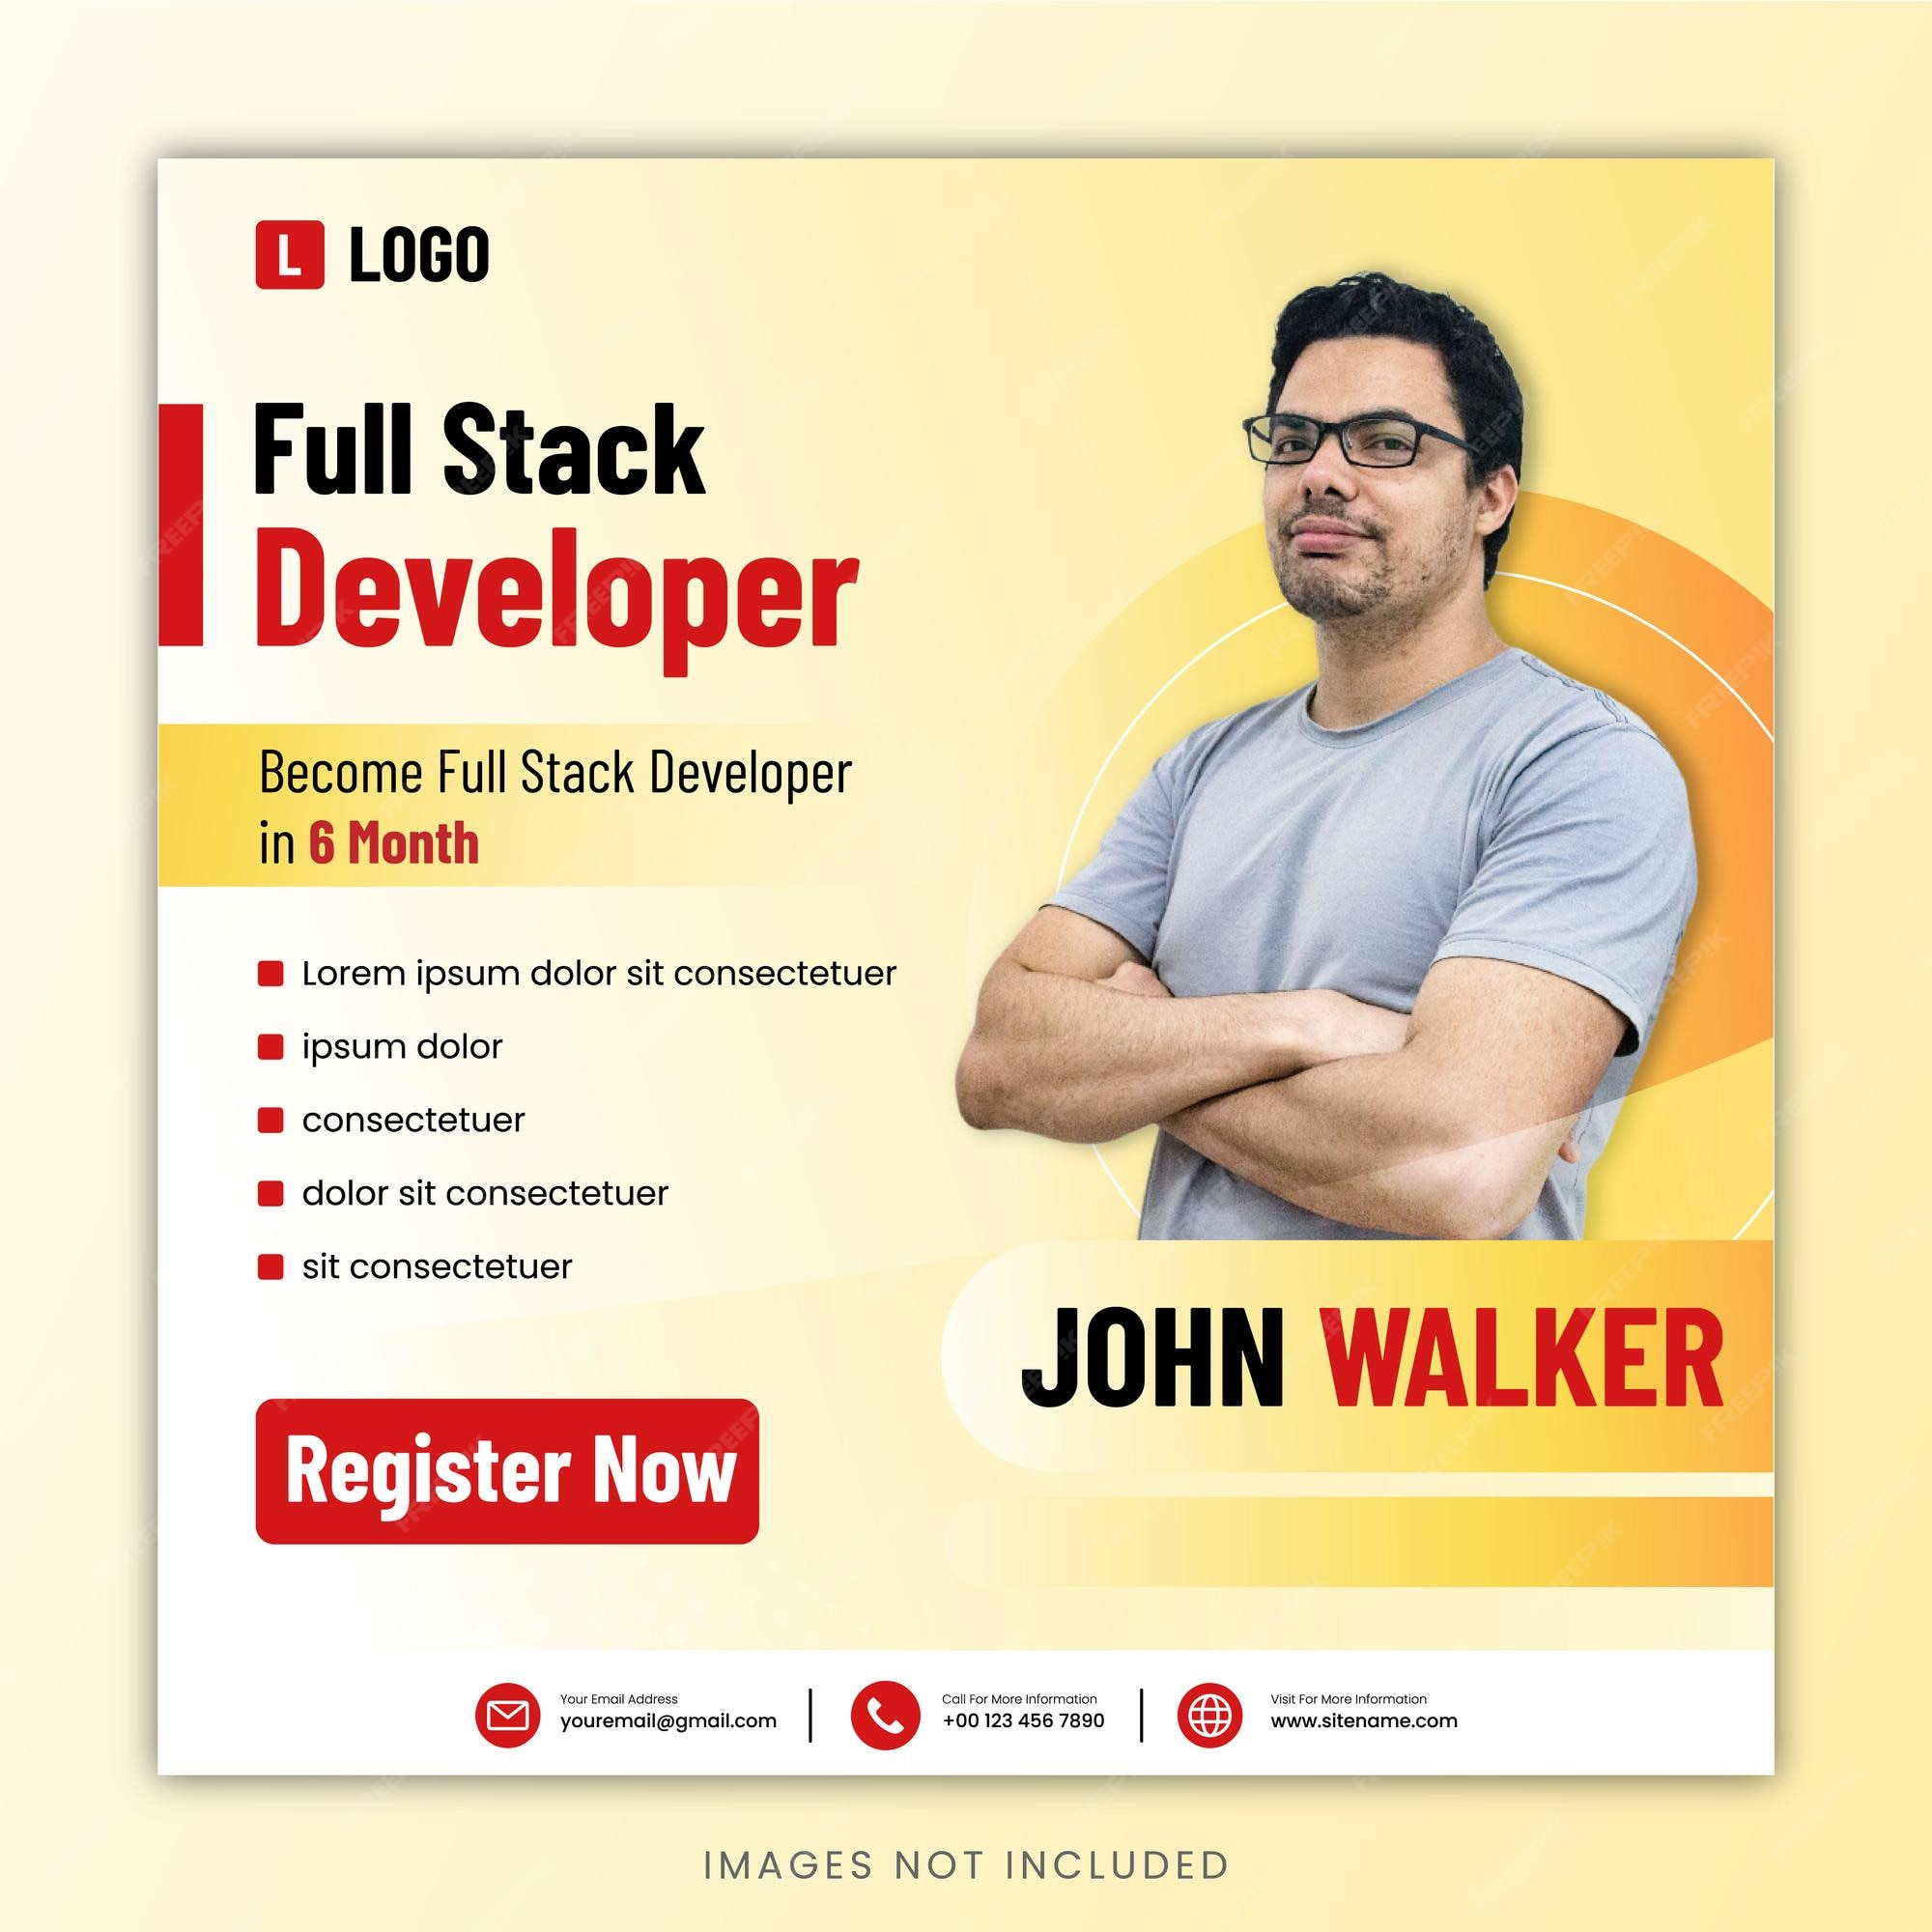 L LOGO
Full Stack
Developer
Become Full Stack Developer
in 6 Month
Lorem ipsum dolor sit consectetuer
ipsum dolor
consectetuer
dolor sit consectetuer
sit consectetuer
JOHN WALKER
Register Now
Your Email Address
youremail@gmail.com
Call For More Information
+00 123 456 7890
Visit For More Information
www.sitename.com
IMAGES NOT INCLUDED
FREEPIK